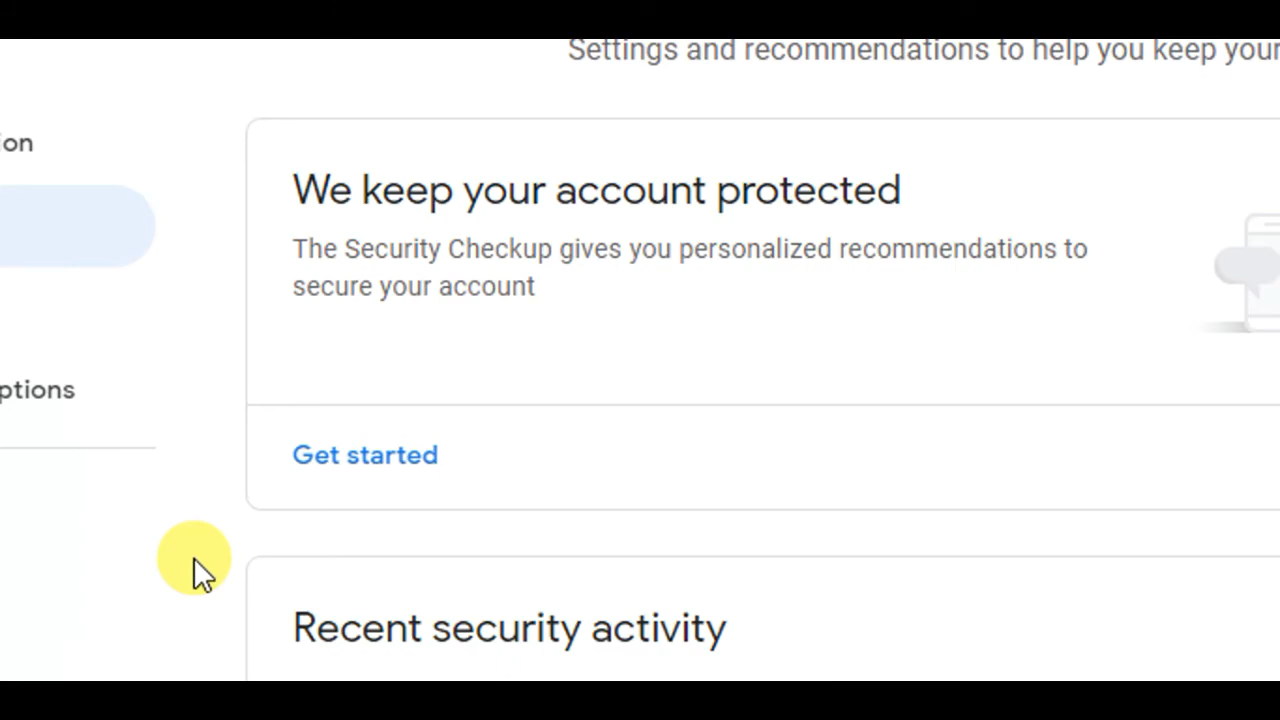 Settings and recommendations to help you keep your
ion
We keep your account protected
The Security Checkup gives you personalized recommendations to
secure your account
ptions
Get started
Recent security activity